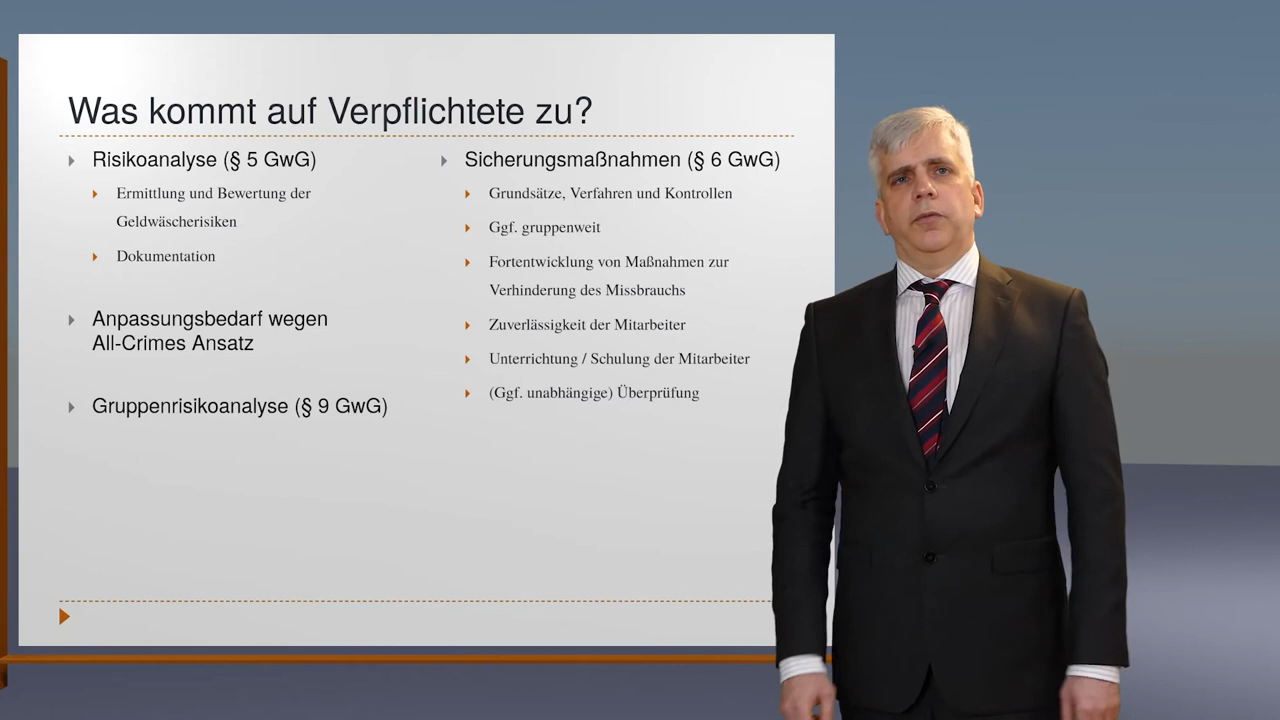 Was kommt auf Verpflichtete zu?
Risikoanalyse (§ 5 GwG)
Ermittlung und Bewertung der
Geldwäscherisiken
Dokumentation
Anpassungsbedarf wegen
All-Crimes Ansatz
Gruppenrisikoanalyse (§ 9 GwG)
Sicherungsmaßnahmen (§ 6 GwG)
Grundsätze, Verfahren und Kontrollen
Ggf. gruppenweit
Fortentwicklung von Maßnahmen zur
Verhinderung des Missbrauchs
Zuverlässigkeit der Mitarbeiter
Unterrichtung / Schulung der Mitarbeiter
(Ggf. unabhängige) Überprüfung